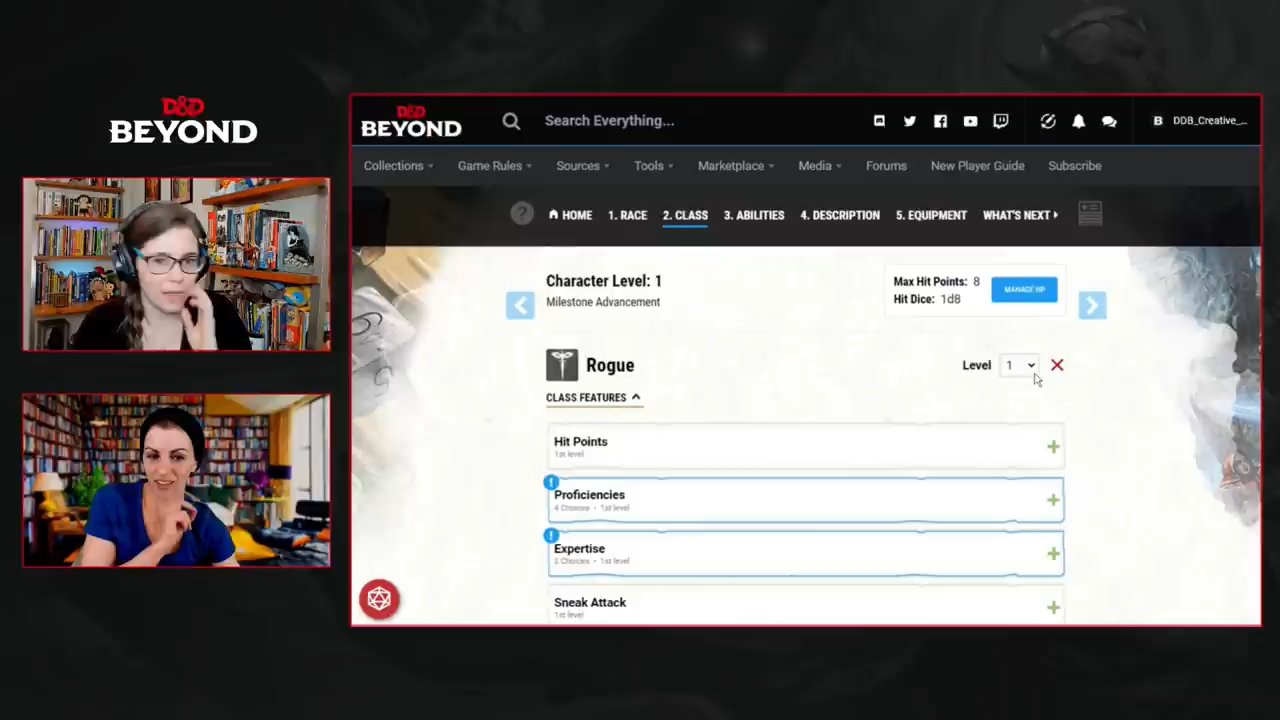 D&D
BEYOND
D&D
BEYOND
Search Everything...
B DDB_Creative_...
Collections
Game Rules
Sources
Tools
Marketplace
Media
Forums
New Player Guide
Subscribe
?
HOME
1. RACE
2. CLASS
3. ABILITIES
4. DESCRIPTION
5. EQUIPMENT
WHAT'S NEXT
Character Level: 1
Milestone Advancement
Max Hit Points: 8
Hit Dice: 1d8
MANAGE HP
Rogue
Level 1
CLASS FEATURES
Hit Points
1st level
!
Proficiencies
4 Choices • 1st level
!
Expertise
2 Choices • 1st level
Sneak Attack
1st level